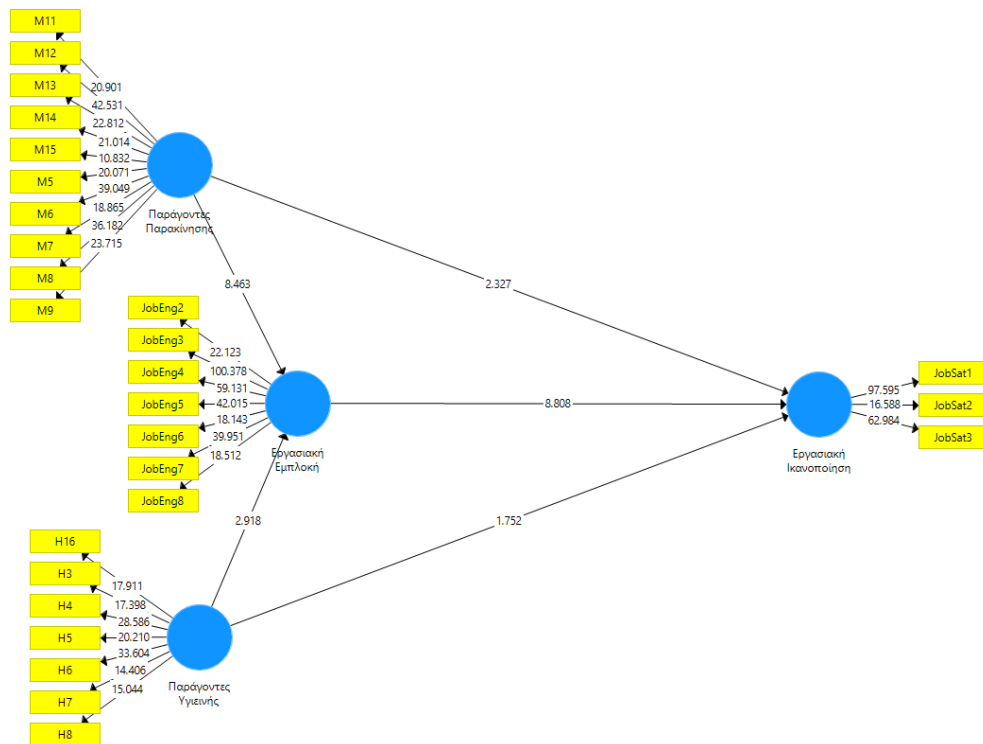 M11
M12
M13
M14
M15
M5
M6
M7
M8
M9
20.901
42.531
22.812
21.014
10.832
20.071
39.049
18.865
36.182
23.715
Παράγοντες
Παρακίνησης
8.463
2.327
JobEng2
JobEng3
JobEng4
JobEng5
JobEng6
JobEng7
JobEng8
22.123
100.378
59.131
42.015
18.143
39.951
18.512
Εργασιακή
Εμπλοκή
8.808
97.595
16.588
62.984
JobSat1
JobSat2
JobSat3
Εργασιακή
Ικανοποίηση
2.918
1.752
H16
H3
H4
H5
H6
H7
H8
17.911
17.398
28.586
20.210
33.604
14.406
15.044
Παράγοντες
Υγιεινής